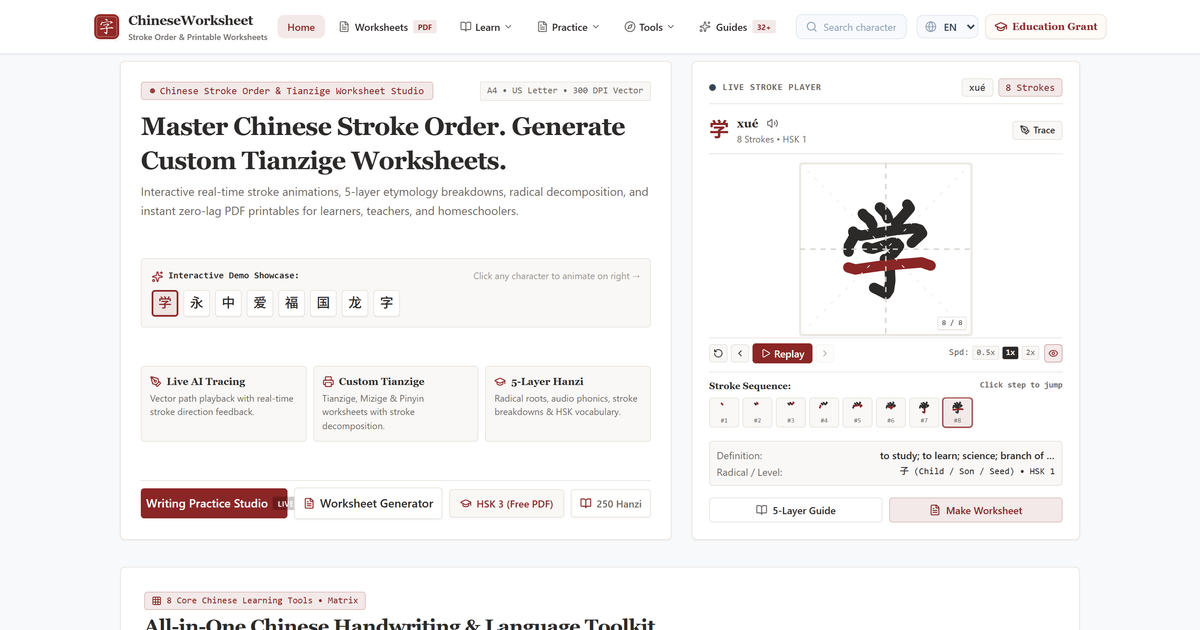 字
ChineseWorksheet
Stroke Order & Printable Worksheets
Home
Worksheets PDF
Learn
Practice
Tools
Guides 32+
Search character
EN
Education Grant
Chinese Stroke Order & Tianzige Worksheet Studio
A4 • US Letter • 300 DPI Vector
Master Chinese Stroke Order. Generate
Custom Tianzige Worksheets.
Interactive real-time stroke animations, 5-layer etymology breakdowns, radical decomposition, and
instant zero-lag PDF printables for learners, teachers, and homeschoolers.
Interactive Demo Showcase:
Click any character to animate on right →
学 永 中 爱 福 国 龙 字
Live AI Tracing
Vector path playback with real-time
stroke direction feedback.
Custom Tianzige
Tianzige, Mizige & Pinyin
worksheets with stroke
decomposition.
5-Layer Hanzi
Radical roots, audio phonics, stroke
breakdowns & HSK vocabulary.
Writing Practice Studio LIVE
Worksheet Generator
HSK 3 (Free PDF)
250 Hanzi
LIVE STROKE PLAYER
xué
8 Strokes
学
xué
8 Strokes • HSK 1
Trace
学
8 / 8
Replay
Spd: 0.5x 1x 2x
Stroke Sequence:
Click step to jump
#1 #2 #3 #4 #5 #6 #7 #8
Definition: to study; to learn; science; branch of ...
Radical / Level: 子 (Child / Son / Seed) • HSK 1
5-Layer Guide
Make Worksheet
8 Core Chinese Learning Tools • Matrix
All-in-One Chinese Handwriting & Language Toolkit